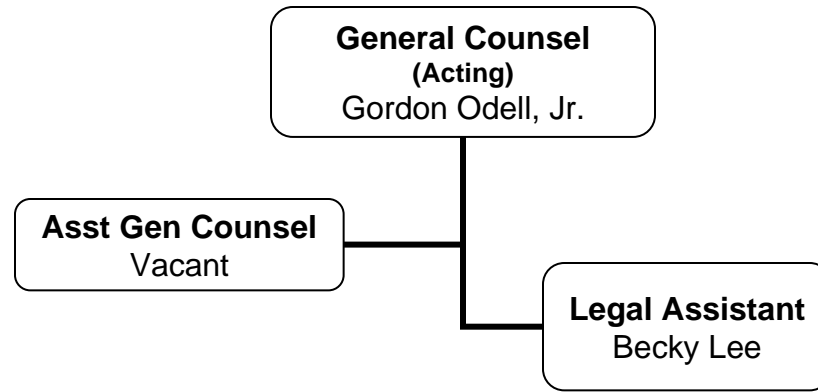 General Counsel
(Acting)
Gordon Odell, Jr.
Asst Gen Counsel
Vacant
Legal Assistant
Becky Lee